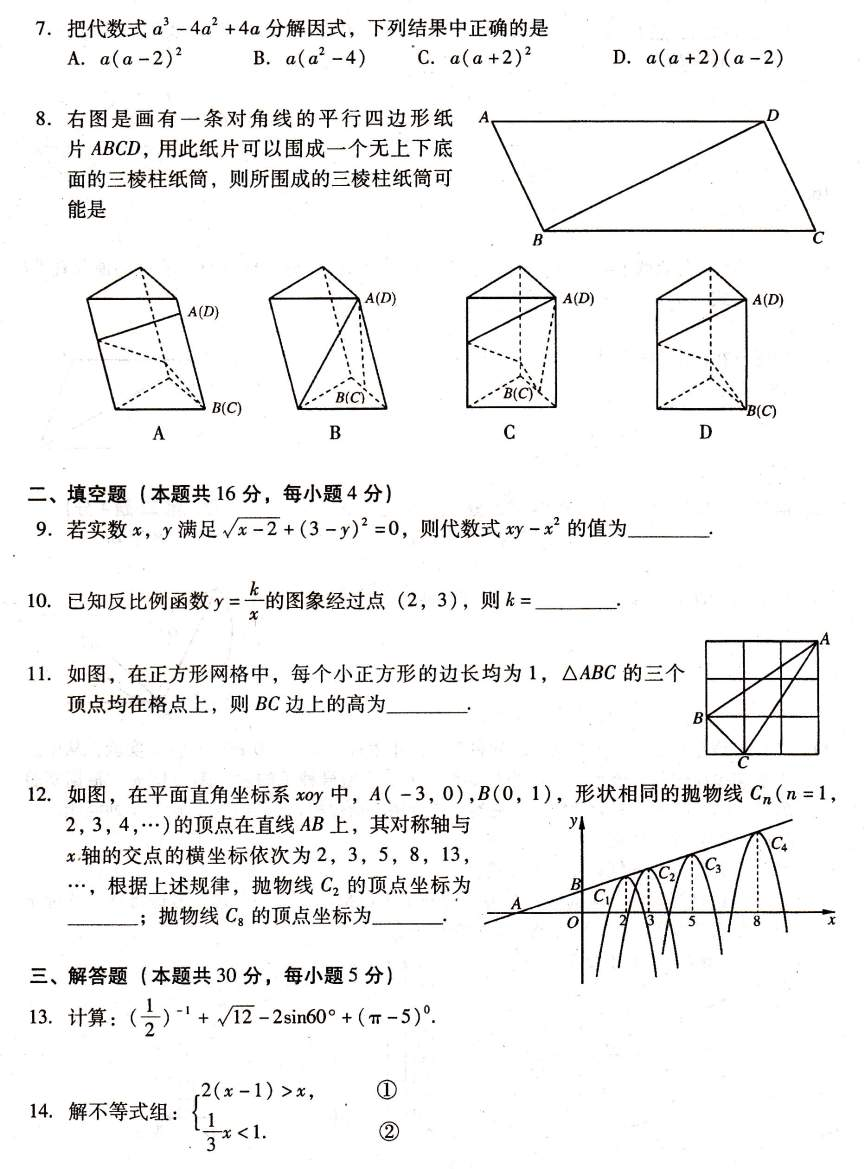 7. 把代数式 a³ -4a² +4a 分解因式，下列结果中正确的是
A. a(a-2)² B. a(a²-4) C. a(a+2)² D. a(a+2)(a-2)
8. 右图是画有一条对角线的平行四边形纸
片 ABCD，用此纸片可以围成一个无上下底
面的三棱柱纸筒，则所围成的三棱柱纸筒可
能是
A D
B C
A(D) A(D) A(D) A(D)
B(C) B(C) B(C) B(C)
A B C D
二、填空题（本题共 16 分，每小题 4 分）
9. 若实数 x，y 满足 √(x-2) + (3-y)² =0，则代数式 xy-x² 的值为________.
10. 已知反比例函数 y = k/x 的图象经过点（2，3），则 k = ________.
11. 如图，在正方形网格中，每个小正方形的边长均为 1，△ABC 的三个
顶点均在格点上，则 BC 边上的高为________.
A
B
C
12. 如图，在平面直角坐标系 xoy 中，A( -3, 0),B(0, 1)，形状相同的抛物线 Cₙ(n =1,
2, 3, 4,…)的顶点在直线 AB 上，其对称轴与
x 轴的交点的横坐标依次为 2，3，5，8，13，
…，根据上述规律，抛物线 C₂ 的顶点坐标为
_______；抛物线 C₈ 的顶点坐标为_______.
y
C₄
C₃
C₂
B C₁
A
O 2 3 5 8 x
三、解答题（本题共 30 分，每小题 5 分）
13. 计算：(1/2)⁻¹ + √12 -2sin60° + (π-5)⁰.
14. 解不等式组：{ 2(x-1) >x, ①
1/3 x <1. ②